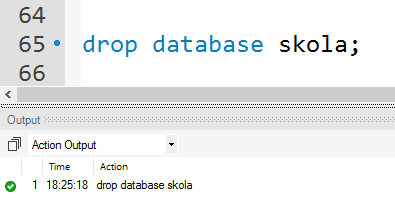 64
65 drop database skola;
66
Output
Action Output
Time Action
1 18:25:18 drop database skola